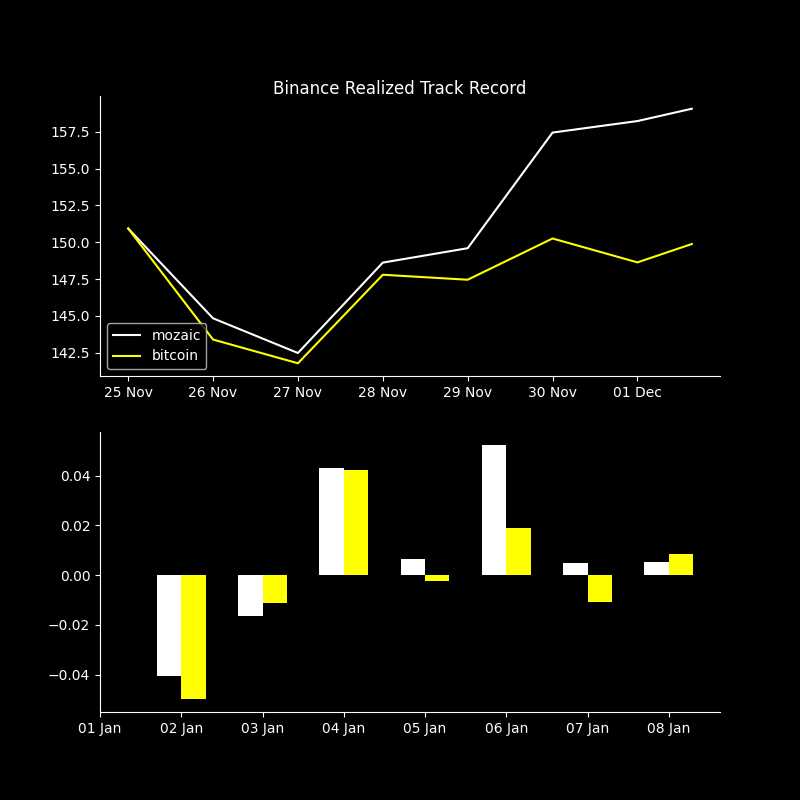 Binance Realized Track Record
157.5
155.0
152.5
150.0
147.5
145.0
142.5
mozaic
bitcoin
25 Nov 26 Nov 27 Nov 28 Nov 29 Nov 30 Nov 01 Dec
0.04
0.02
0.00
−0.02
−0.04
01 Jan 02 Jan 03 Jan 04 Jan 05 Jan 06 Jan 07 Jan 08 Jan